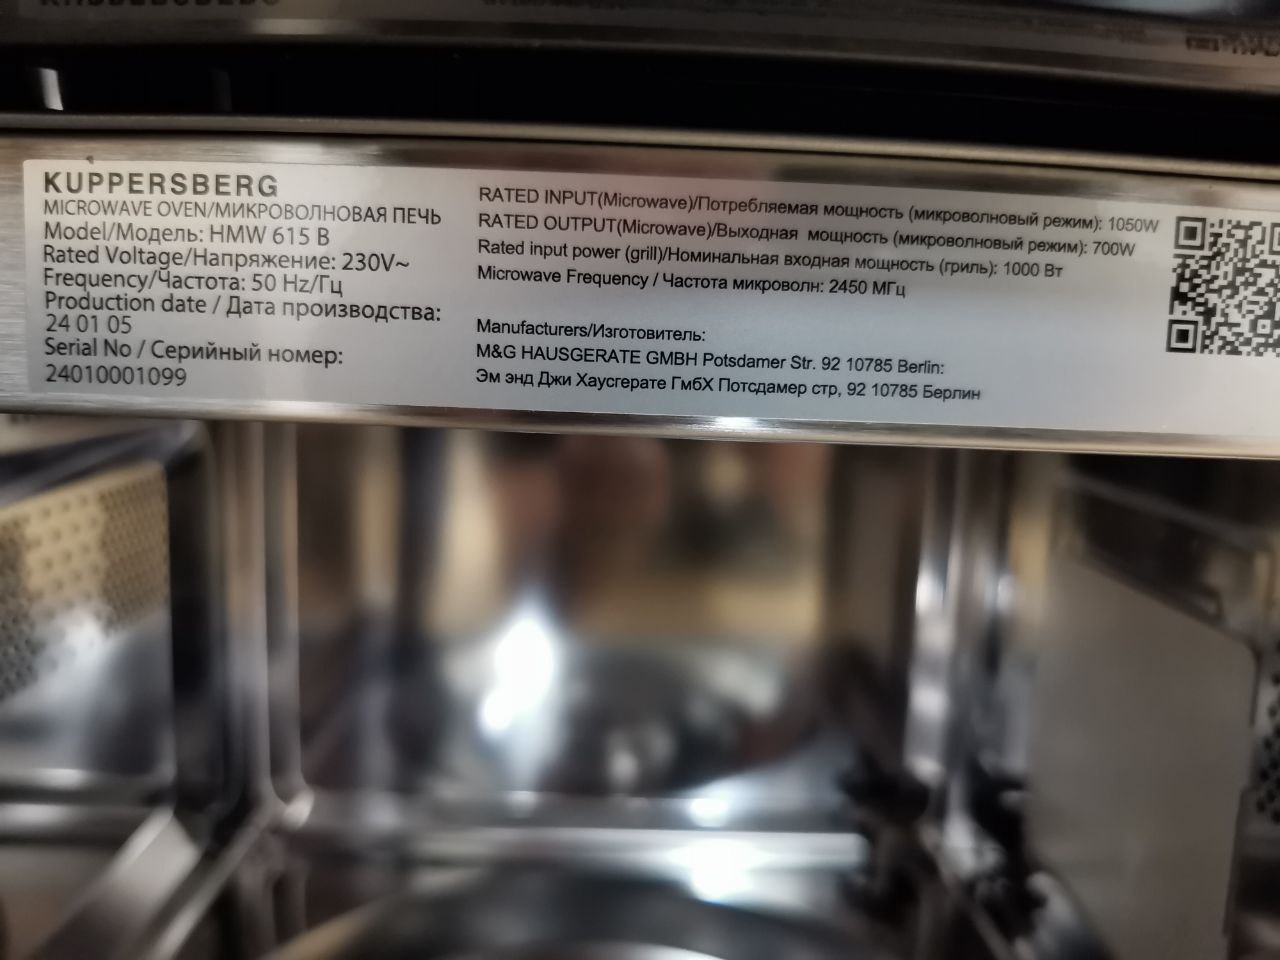 KUPPERSBERG
MICROWAVE OVEN/МИКРОВОЛНОВАЯ ПЕЧЬ
Model/Модель: HMW 615 B
Rated Voltage/Напряжение: 230V~
Frequency/Частота: 50 Hz/Гц
Production date / Дата производства:
24 01 05
Serial No / Серийный номер:
24010001099
RATED INPUT(Microwave)/Потребляемая мощность (микроволновый режим): 1050W
RATED OUTPUT(Microwave)/Выходная мощность (микроволновый режим): 700W
Rated input power (grill)/Номинальная входная мощность (гриль): 1000 Вт
Microwave Frequency / Частота микроволн: 2450 МГц
Manufacturers/Изготовитель:
M&G HAUSGERATE GMBH Potsdamer Str. 92 10785 Berlin:
Эм энд Джи Хаусгерате ГмбХ Потсдамер стр, 92 10785 Берлин